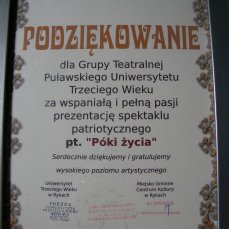 PODZIĘKOWANIE
dla Grupy Teatralnej
Puławskiego Uniwersytetu
Trzeciego Wieku
za wspaniałą i pełną pasji
prezentację spektaklu
patriotycznego
pt. "Póki życia"
Serdecznie dziękujemy i gratulujemy
wysokiego poziomu artystycznego
Uniwersytet
Trzeciego Wieku
w Rykach
Miejsko Gminne
Centrum Kultury
w Rykach
PREZES